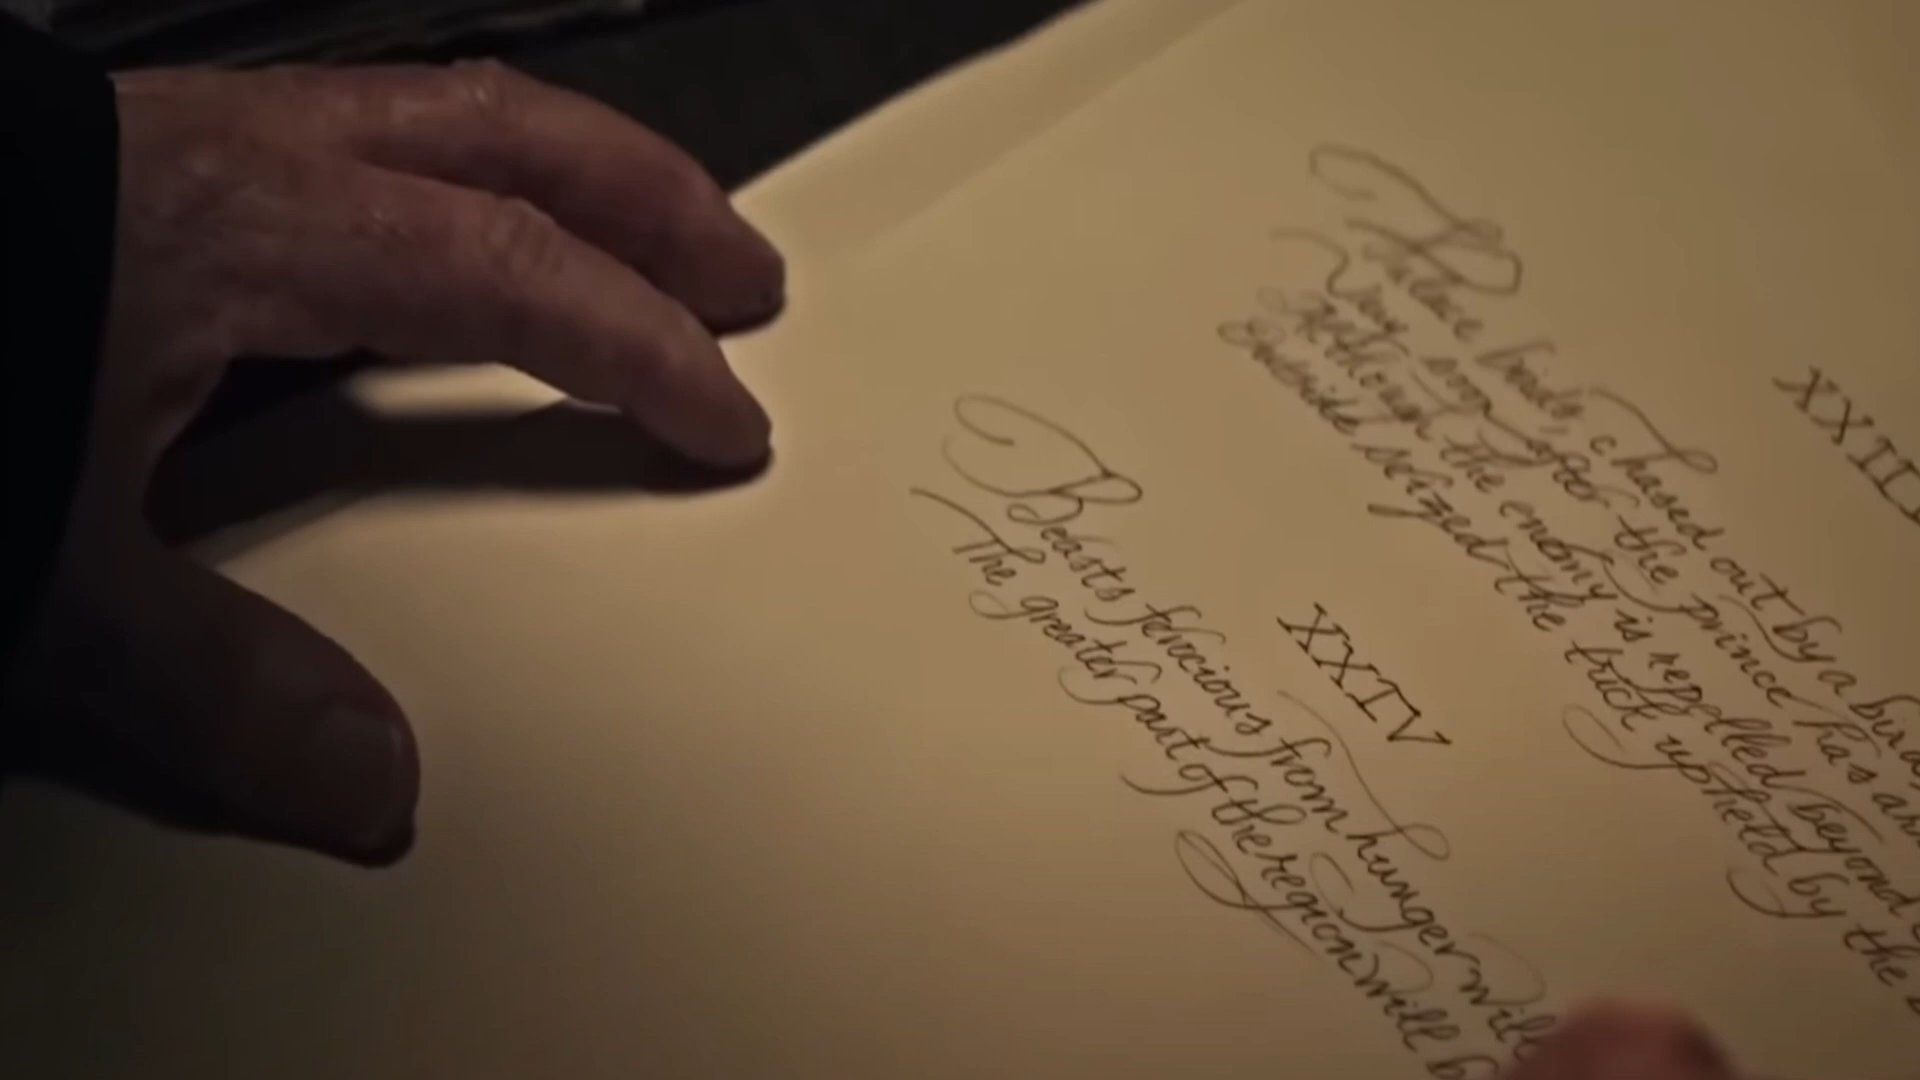 XXIII
Palace birds, chased out by a bird,
Very soon after the prince has
Although the enemy is repelled beyond
Outside seized the trick upheld by the
XXIV
Beasts ferocious from hunger will
The greater part of the region will